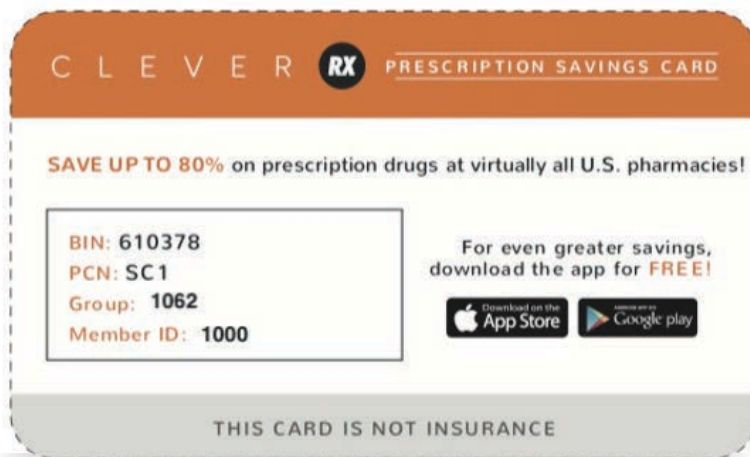 CLEVER RX PRESCRIPTION SAVINGS CARD
SAVE UP TO 80% on prescription drugs at virtually all U.S. pharmacies!
BIN: 610378
PCN: SC1
Group: 1062
Member ID: 1000
For even greater savings,
download the app for FREE!
Download on the
App Store
Google play
THIS CARD IS NOT INSURANCE